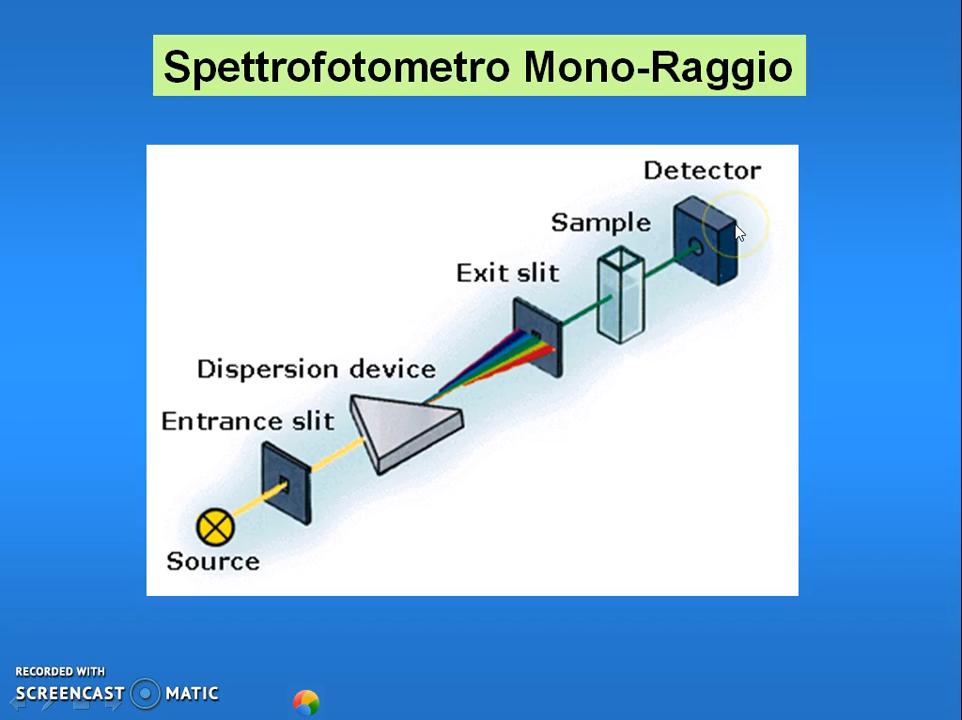 Spettrofotometro Mono-Raggio
Detector
Sample
Exit slit
Dispersion device
Entrance slit
Source
RECORDED WITH
SCREENCAST MATIC